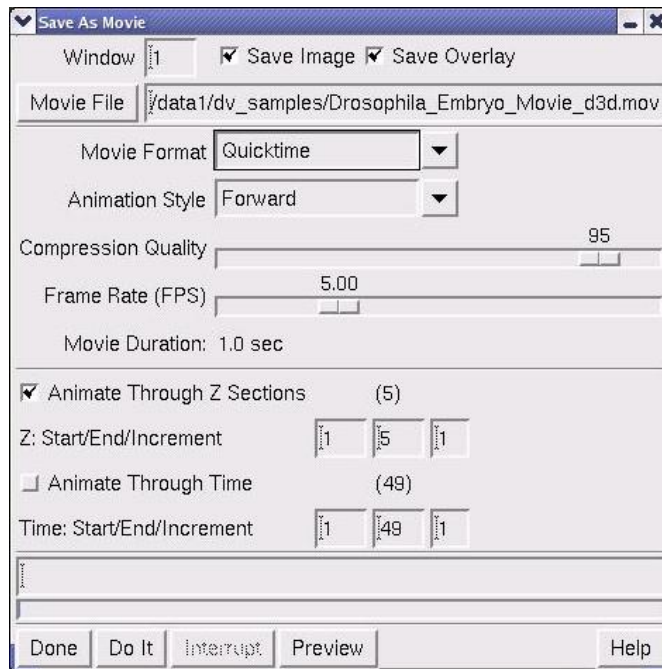 Save As Movie
Window 1 Save Image Save Overlay
Movie File /data1/dv_samples/Drosophila_Embryo_Movie_d3d.mov
Movie Format Quicktime
Animation Style Forward
Compression Quality 95
Frame Rate (FPS) 5.00
Movie Duration: 1.0 sec
Animate Through Z Sections (5)
Z: Start/End/Increment 1 5 1
Animate Through Time (49)
Time: Start/End/Increment 1 49 1
Done Do It Interrupt Preview Help